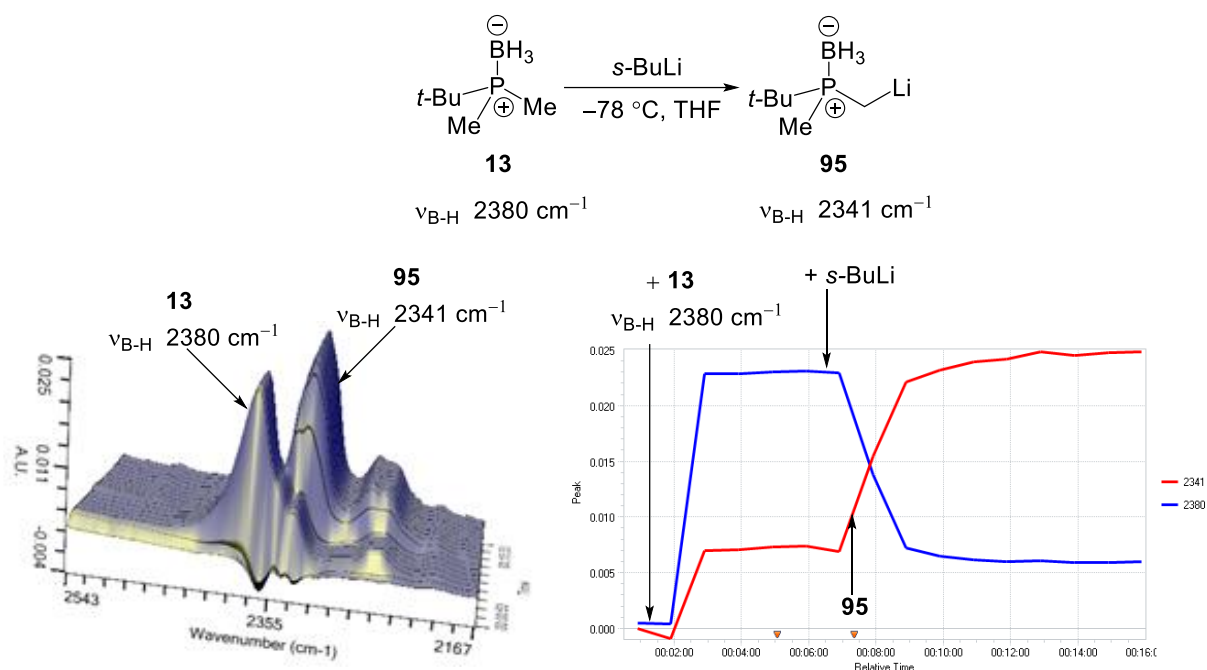 ⊖
BH3
t-Bu P ⊕ Me
Me
s-BuLi
−78 °C, THF
⊖
BH3
t-Bu P ⊕ Li
Me
13
95
νB-H 2380 cm−1
νB-H 2341 cm−1
13
νB-H 2380 cm−1
95
νB-H 2341 cm−1
0.025
0.011
-0.004
A.U.
2543
2355
2167
Wavenumber (cm-1)
+ 13
νB-H 2380 cm−1
+ s-BuLi
0.025
0.020
0.015
0.010
0.005
0.000
Peak
95
00:02:00 00:04:00 00:06:00 00:08:00 00:10:00 00:12:00 00:14:00 00:16:0
Relative Time
2341
2380